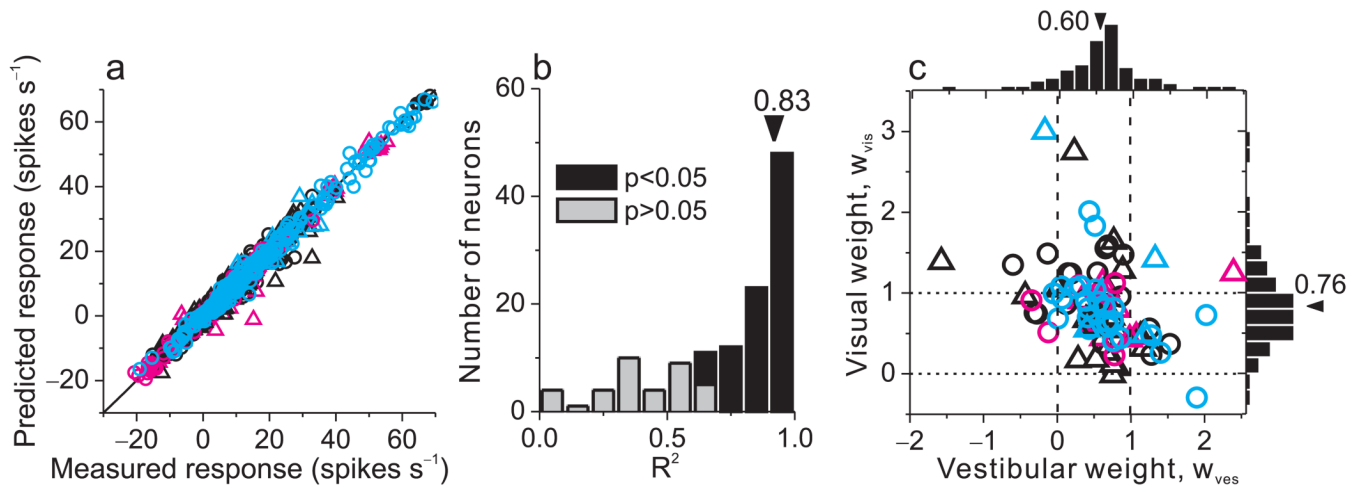 a
Predicted response (spikes s⁻¹)
60
40
20
0
−20
−20 0 20 40 60
Measured response (spikes s⁻¹)
b
Number of neurons
60
40
20
0
0.83
p<0.05
p>0.05
0.0 0.5 1.0
R²
c
0.60
Visual weight, w_vis
3
2
1
0
0.76
−2 −1 0 1 2
Vestibular weight, w_ves